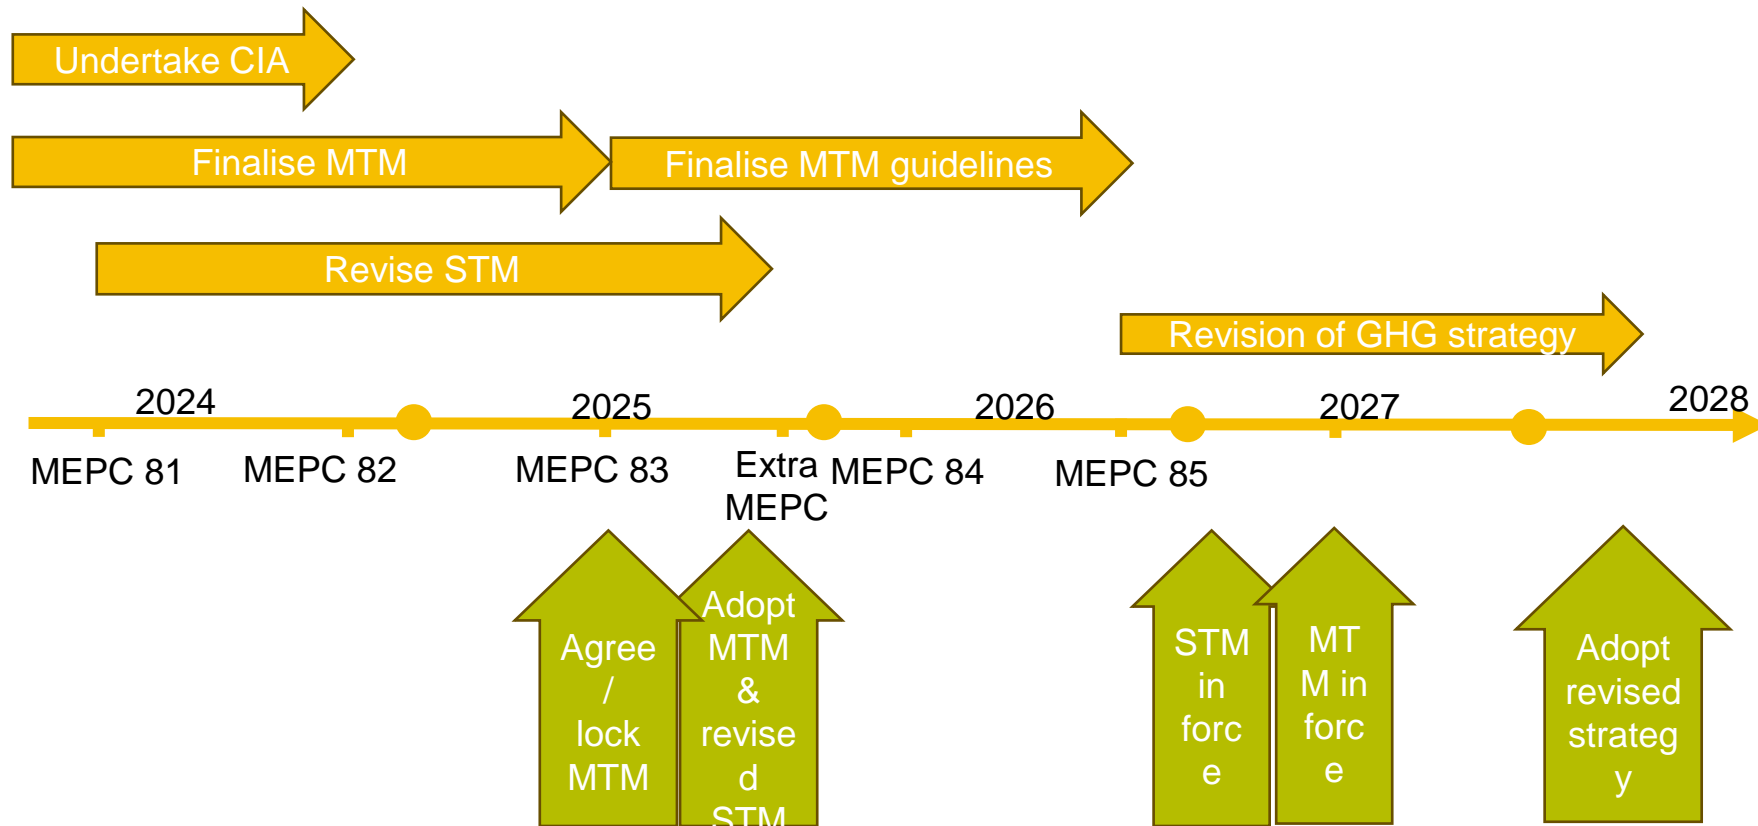 Undertake CIA
Finalise MTM
Finalise MTM guidelines
Revise STM
Revision of GHG strategy
2024
2025
2026
2027
2028
MEPC 81
MEPC 82
MEPC 83
Extra
MEPC
MEPC 84
MEPC 85
Agree
/
lock
MTM
Adopt
MTM
&
revise
d
STM
STM
in
forc
e
MT
M in
forc
e
Adopt
revised
strateg
y